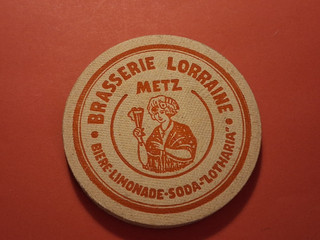 • BRASSERIE LORRAINE •
METZ
BIERE-LIMONADE-SODA-"LOTHARIA"